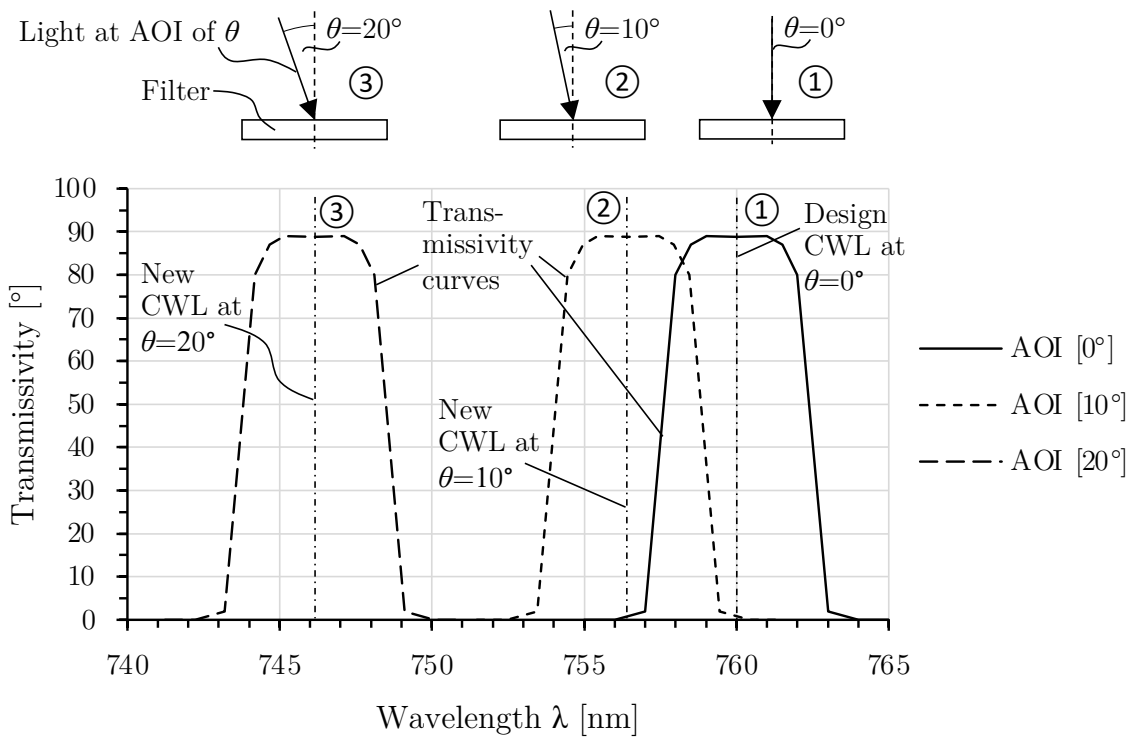 Light at AOI of θ
θ=20°
θ=10°
θ=0°
③
②
①
Filter
100
90
80
70
60
50
40
30
20
10
0
Transmissivity [°]
③
②
①
Trans-
missivity
curves
Design
CWL at
θ=0°
New
CWL at
θ=20°
New
CWL at
θ=10°
740
745
750
755
760
765
Wavelength λ [nm]
AOI [0°]
AOI [10°]
AOI [20°]